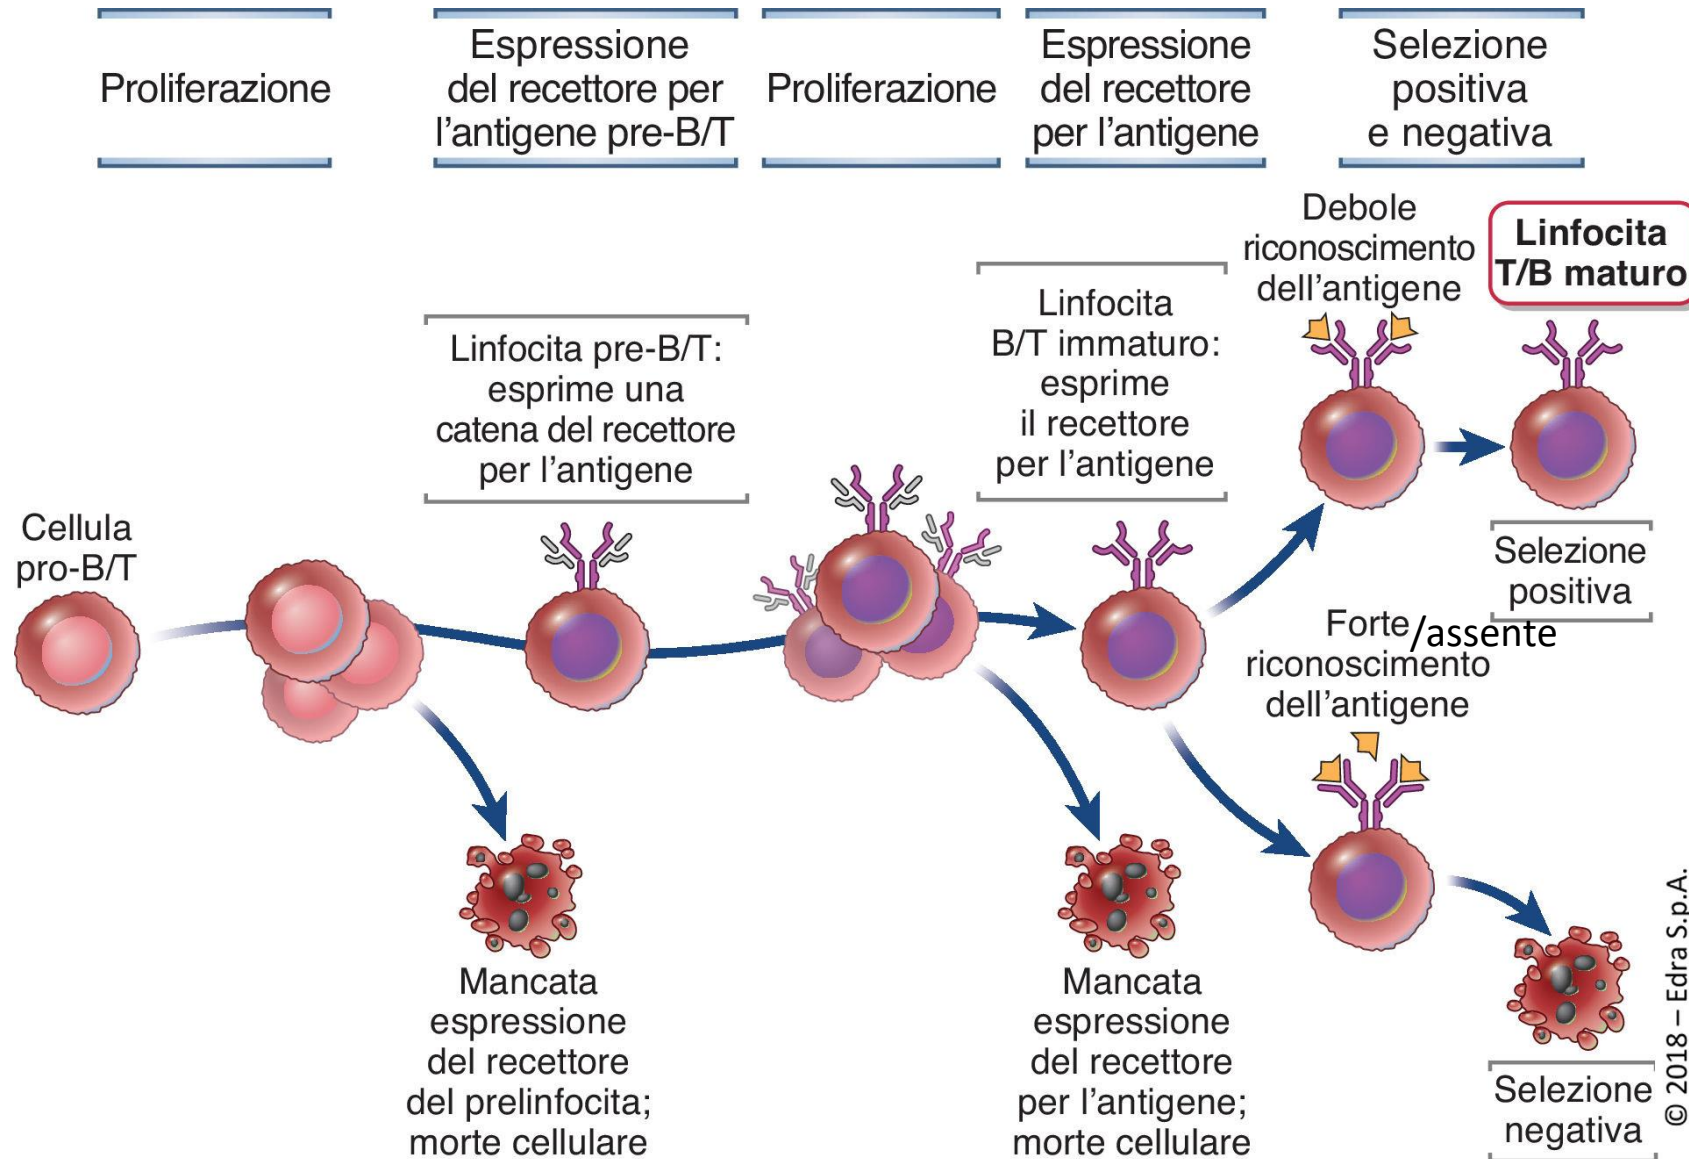 Proliferazione
Espressione
del recettore per
l'antigene pre-B/T
Proliferazione
Espressione
del recettore
per l'antigene
Selezione
positiva
e negativa
Cellula
pro-B/T
Linfocita pre-B/T:
esprime una
catena del recettore
per l'antigene
Linfocita
B/T immaturo:
esprime
il recettore
per l'antigene
Debole
riconoscimento
dell'antigene
Linfocita
T/B maturo
Selezione
positiva
Forte/assente
riconoscimento
dell'antigene
Mancata
espressione
del recettore
del prelinfocita;
morte cellulare
Mancata
espressione
del recettore
per l'antigene;
morte cellulare
Selezione
negativa
© 2018 – Edra S.p.A.